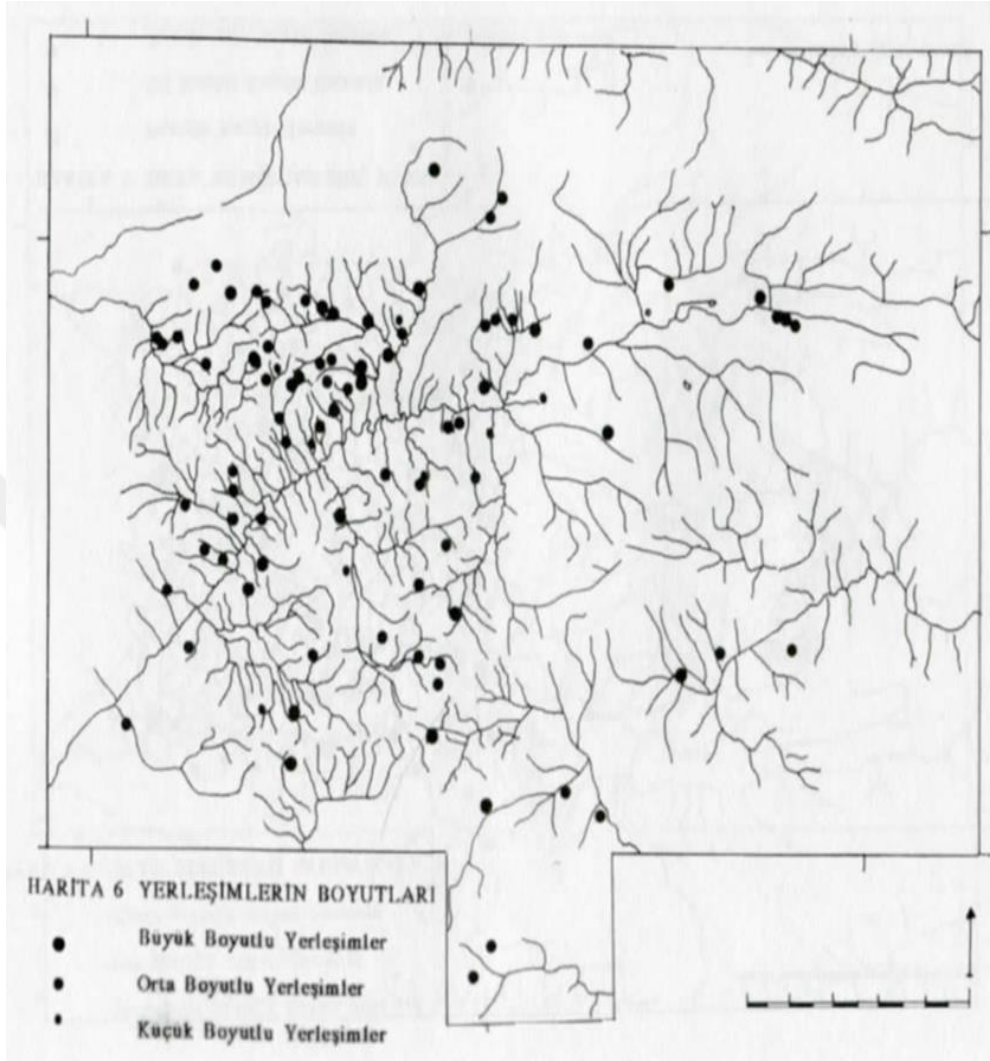 HARİTA 6 YERLEŞİMLERİN BOYUTLARI
Büyük Boyutlu Yerleşimler
Orta Boyutlu Yerleşimler
Küçük Boyutlu Yerleşimler